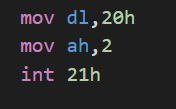 mov dl,20h
mov ah,2
int 21h